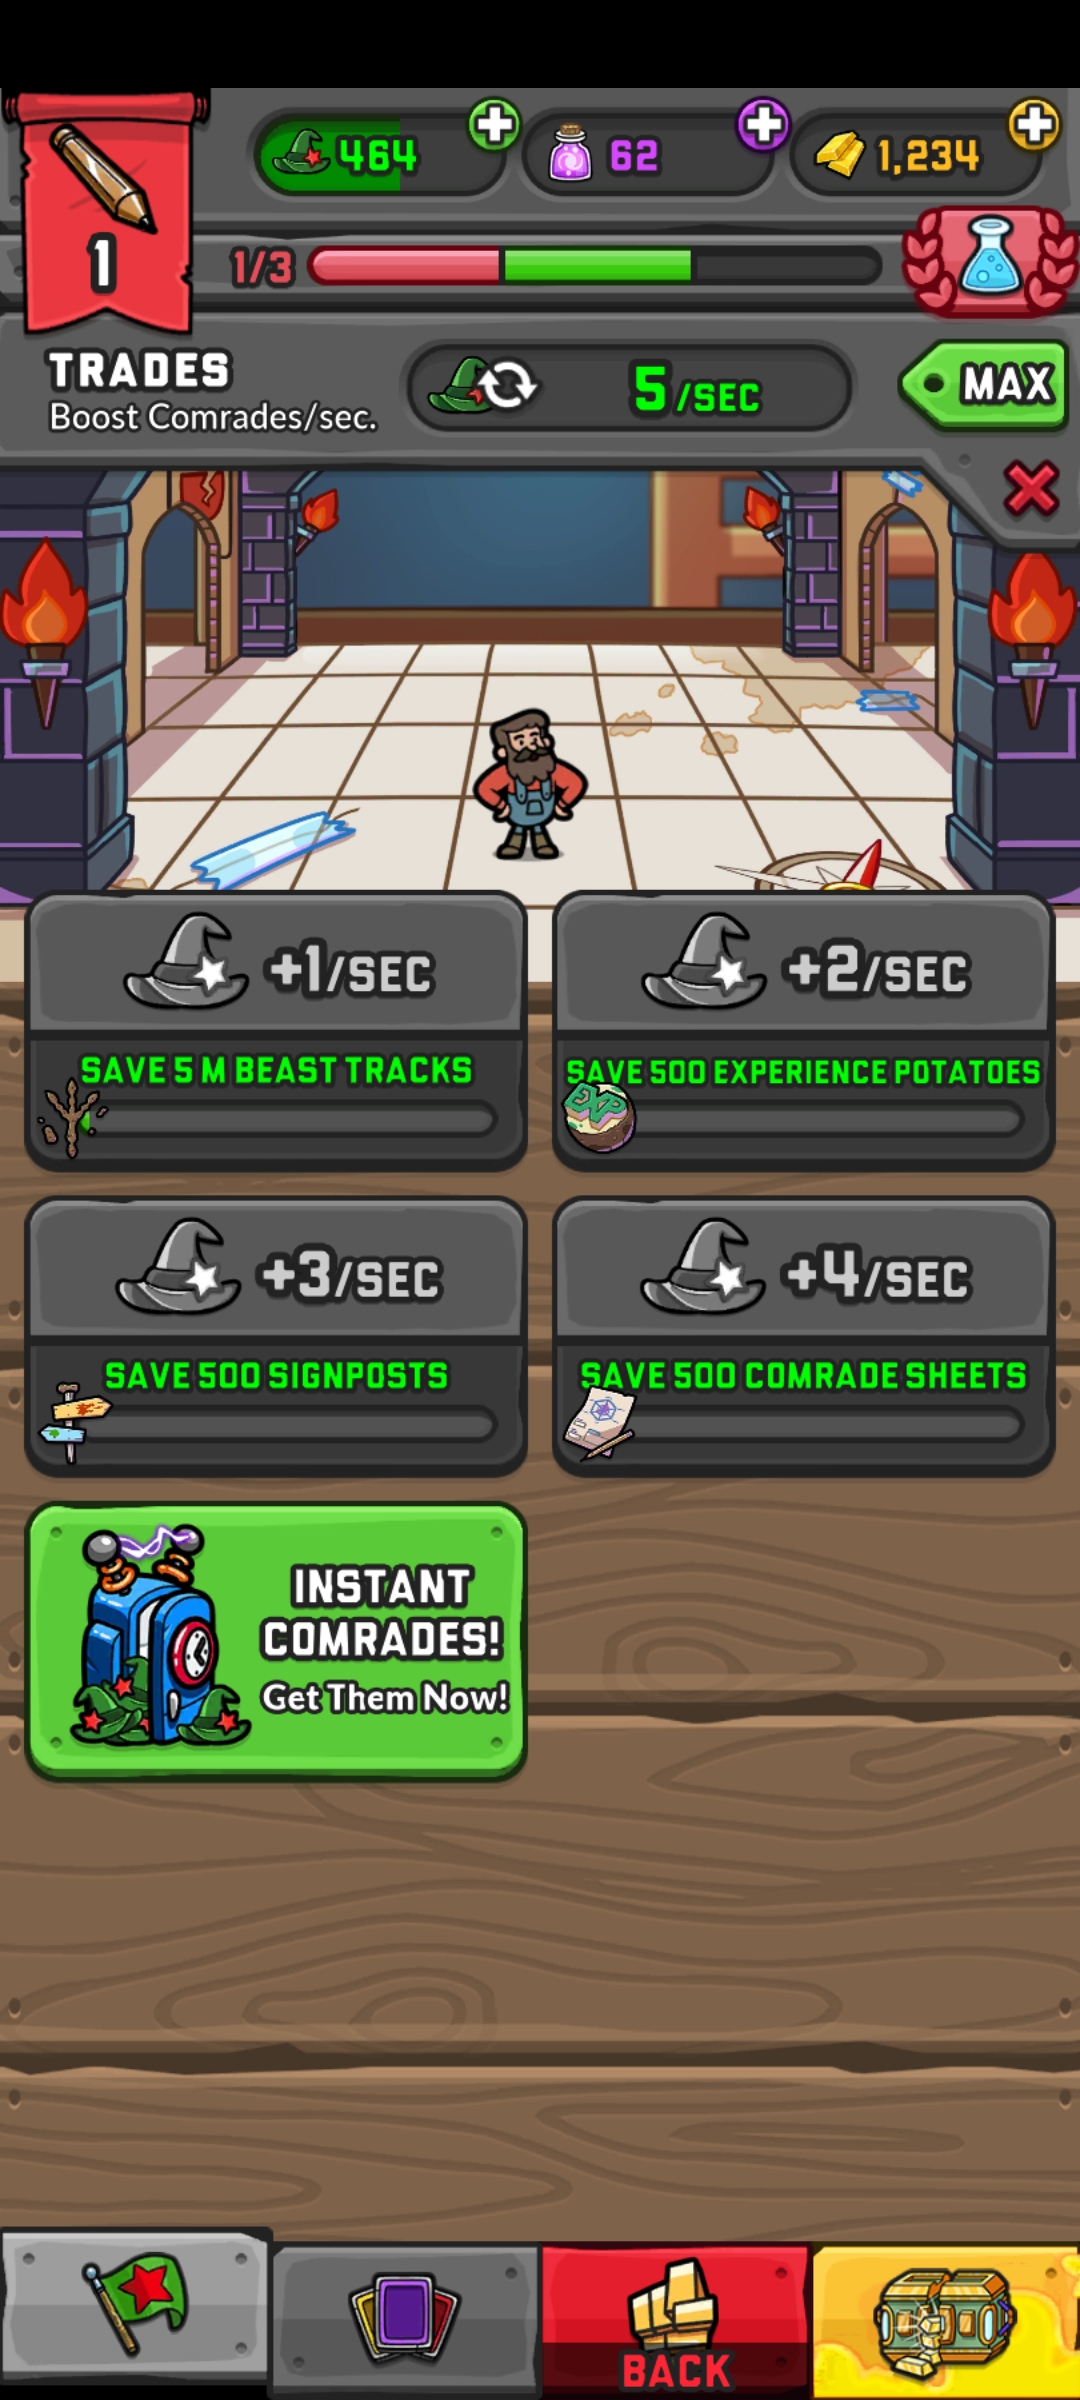 464
62
1,234
1
1/3
TRADES
Boost Comrades/sec.
5/SEC
MAX
+1/SEC
+2/SEC
SAVE 5 M BEAST TRACKS
SAVE 500 EXPERIENCE POTATOES
EXP
+3/SEC
+4/SEC
SAVE 500 SIGNPOSTS
SAVE 500 COMRADE SHEETS
INSTANT
COMRADES!
Get Them Now!
BACK